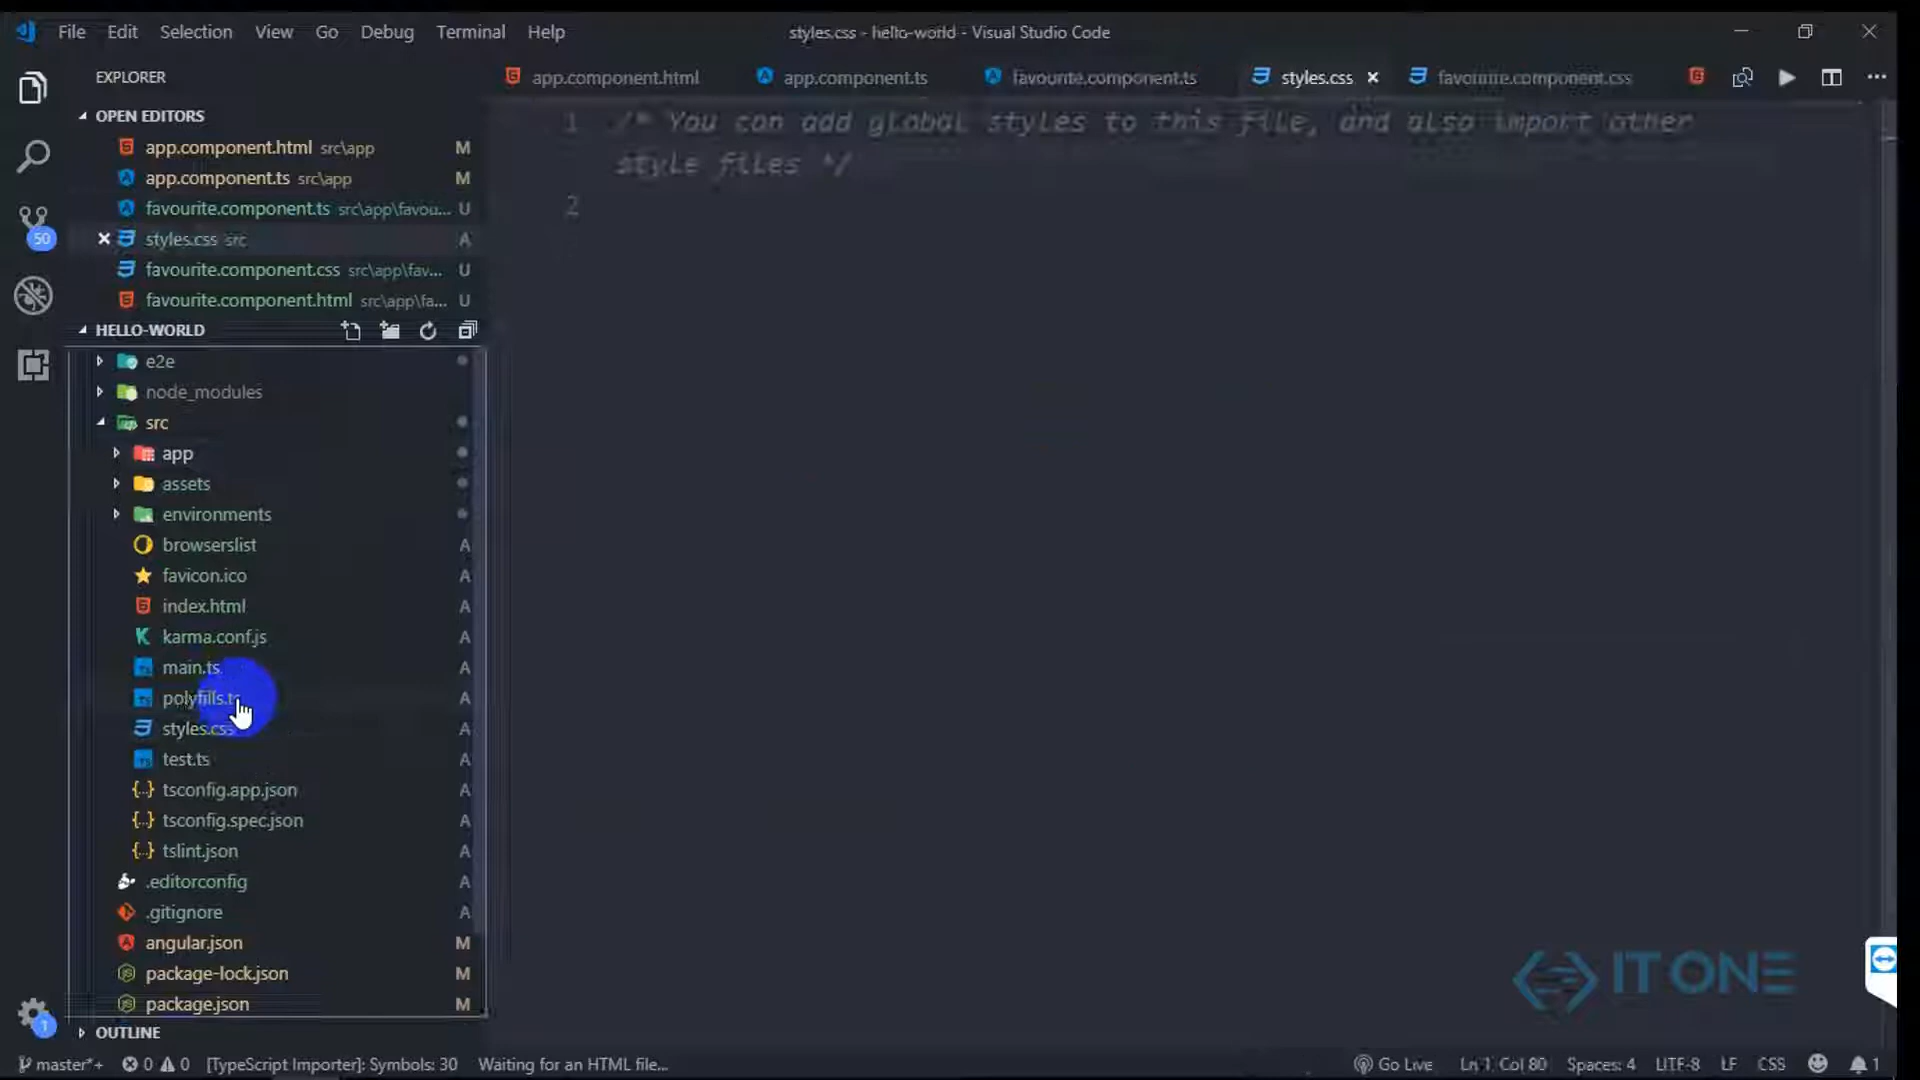 File Edit Selection View Go Debug Terminal Help
styles.css - hello-world - Visual Studio Code
EXPLORER
app.component.html
app.component.ts
favourite.component.ts
styles.css
favourite.component.css
OPEN EDITORS
app.component.html src\app M
app.component.ts src\app M
favourite.component.ts src\app\favou... U
styles.css src A
favourite.component.css src\app\fav... U
favourite.component.html src\app\fa... U
1 /* You can add global styles to this file, and also import other
style files */
2
HELLO-WORLD
e2e
node_modules
src
app
assets
environments
browserslist A
favicon.ico A
index.html A
karma.conf.js A
main.ts A
polyfills.ts A
styles.css A
test.ts A
tsconfig.app.json A
tsconfig.spec.json A
tslint.json A
.editorconfig A
.gitignore A
angular.json M
package-lock.json M
package.json M
OUTLINE
50
1
IT ONE
master*+ 0 0 [TypeScript Importer]: Symbols: 30 Waiting for an HTML file... Go Live Ln 1, Col 80 Spaces: 4 UTF-8 LF CSS 1